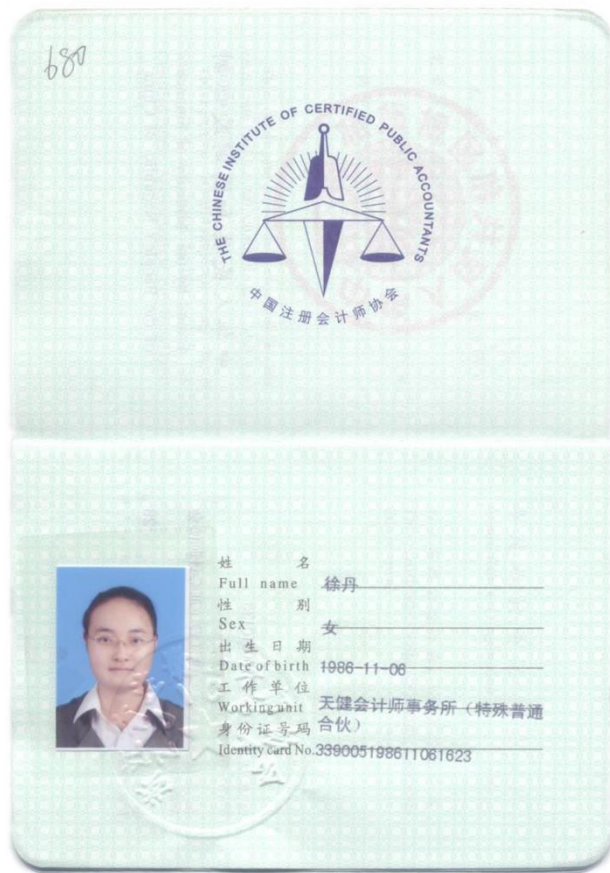 680
THE CHINESE INSTITUTE OF CERTIFIED PUBLIC ACCOUNTANTS
中国注册会计师协会
姓 名
Full name 徐丹
性 别
Sex 女
出生日期
Date of birth 1986-11-06
工作单位
Working unit 天健会计师事务所（特殊普通
合伙）
身份证号码
Identity card No. 339005198611061623